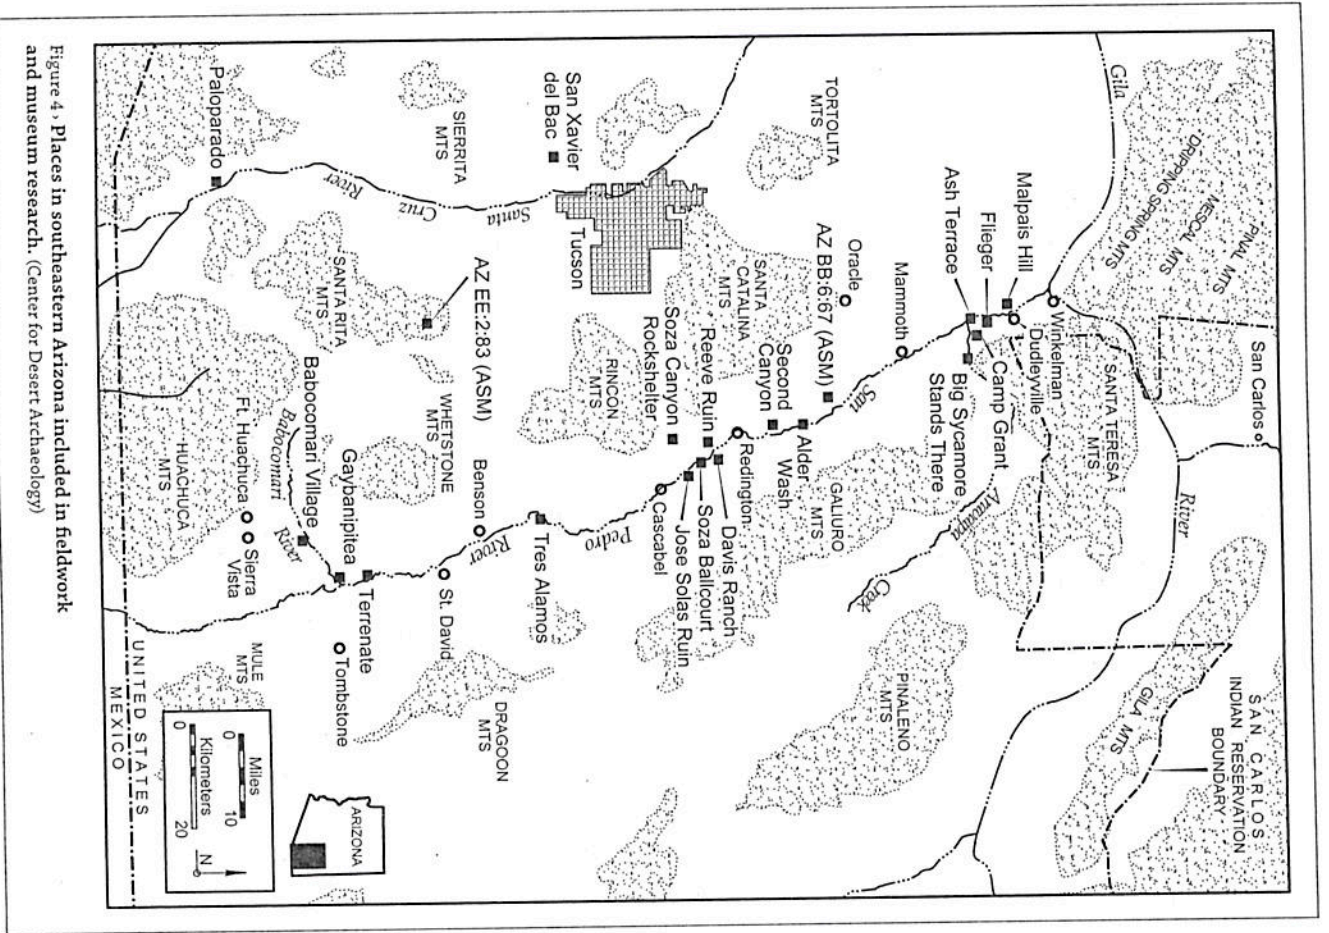 SAN CARLOS
INDIAN RESERVATION
BOUNDARY
San Carlos
PINAL MTS
MESCAL MTS
DRIPPING SPRING MTS
Gila
River
GILA MTS
Winkelman
SANTA TERESA
MTS
Dudleyville
Malpais Hill
Flieger
Ash Terrace
Camp Grant
Big Sycamore
Stands There
Aravaipa
Creek
Mammoth
PINALENO
MTS
Oracle
San
TORTOLITA
MTS
AZ BB:6:67 (ASM)
GALIURO
MTS
Alder
Wash
Second
Canyon
SANTA
CATALINA
MTS
Redington
Reeve Ruin
Davis Ranch
Soza Ballcourt
Jose Solas Ruin
Soza Canyon
Rockshelter
Cascabel
RINCON
MTS
Tucson
San Xavier
del Bac
Pedro
Tres Alamos
Santa
Cruz
River
River
Benson
DRAGOON
MTS
AZ EE:2:83 (ASM)
SIERRITA
MTS
WHETSTONE
MTS
St. David
SANTA RITA
MTS
Terrenate
Gaybanipitea
Tombstone
Babocomari Village
Babocomari
River
Ft. Huachuca
Sierra
Vista
MULE
MTS
Paloparado
HUACHUCA
MTS
ARIZONA
Miles
0 10
0 20
Kilometers
N
UNITED STATES
MEXICO
Figure 4 › Places in southeastern Arizona included in fieldwork
and museum research. (Center for Desert Archaeology)